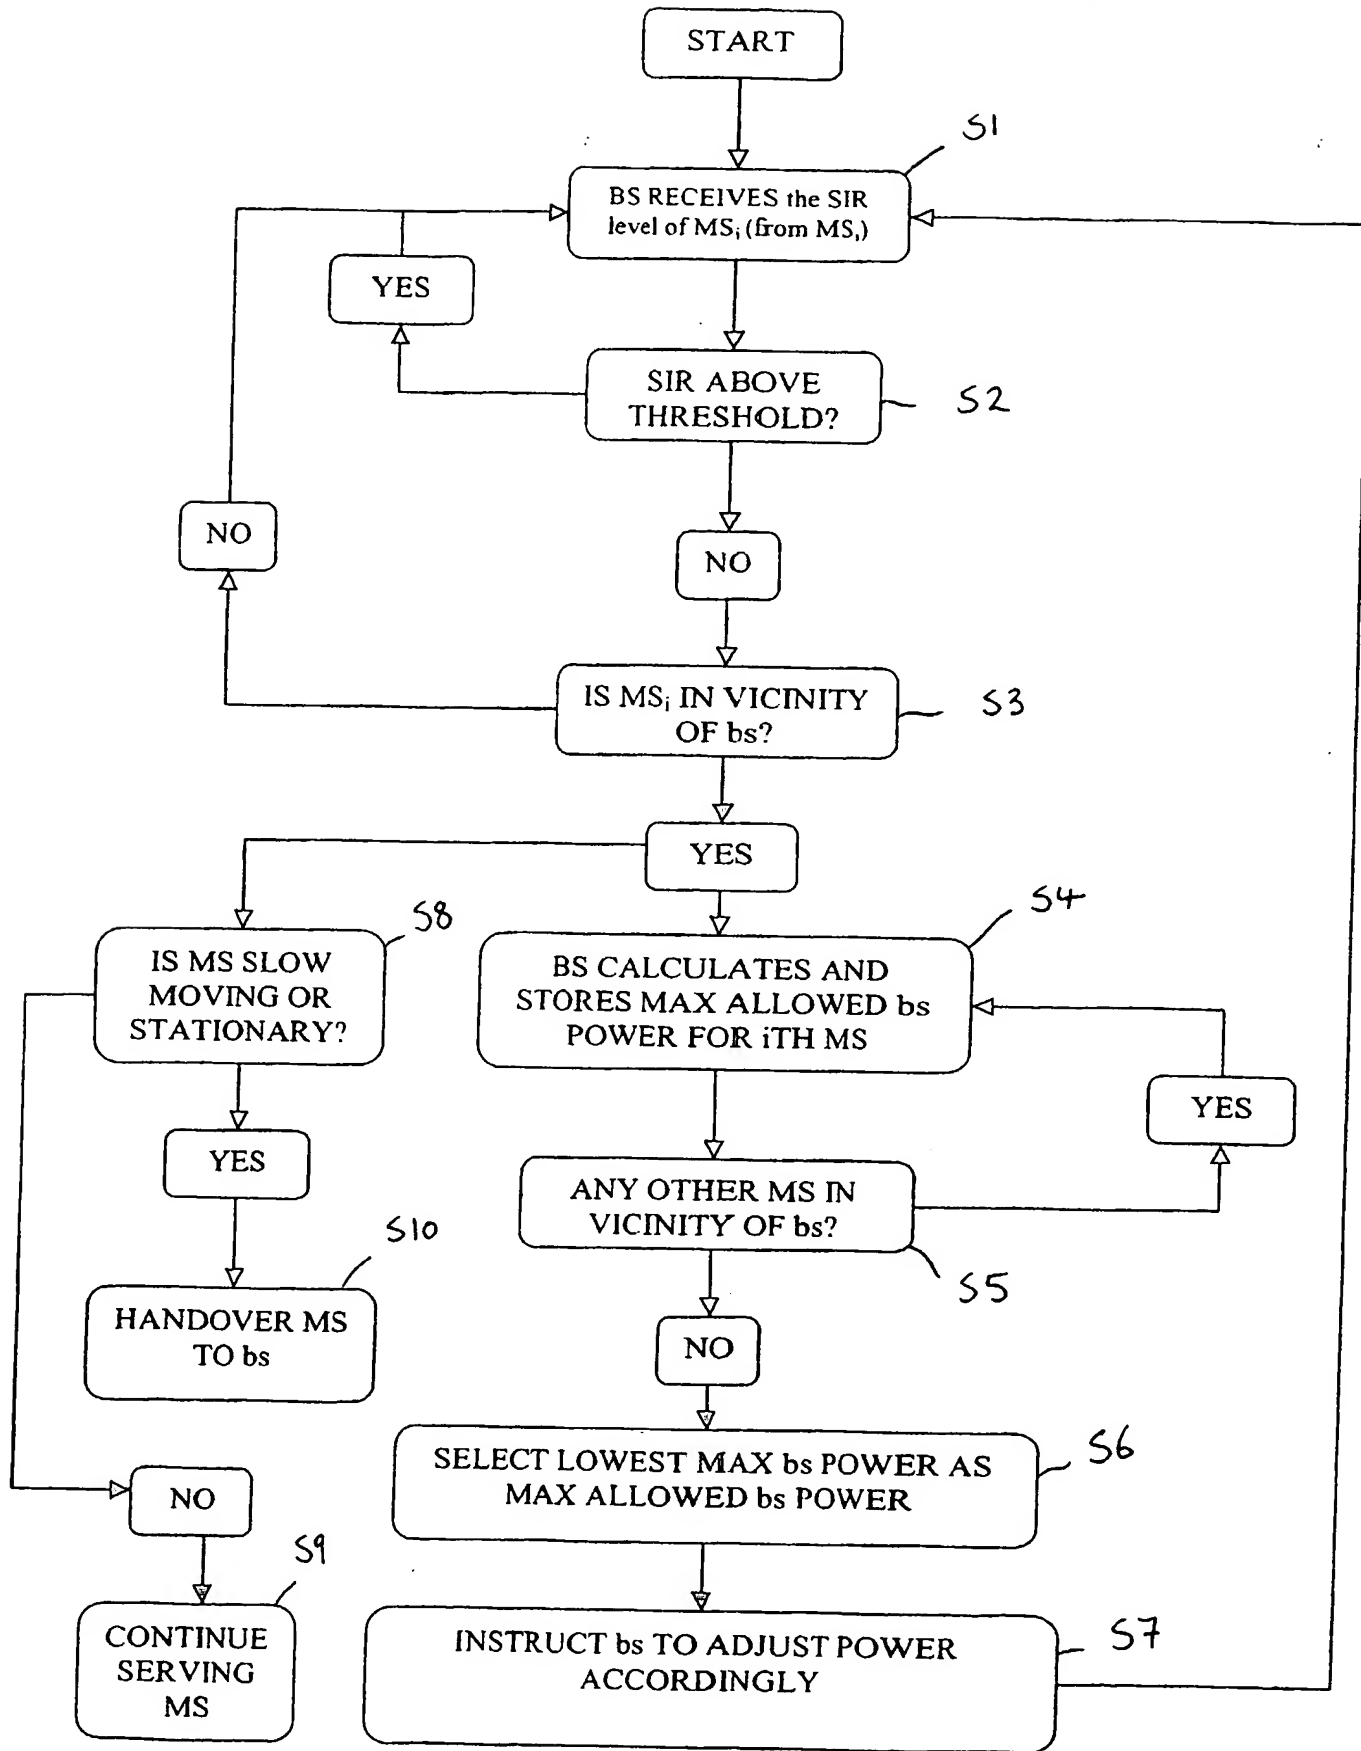 START
S1
BS RECEIVES the SIR
level of MSi (from MSi)
YES
SIR ABOVE
THRESHOLD?
S2
NO
NO
IS MSi IN VICINITY
OF bs?
S3
YES
S8
S4
IS MS SLOW
MOVING OR
STATIONARY?
BS CALCULATES AND
STORES MAX ALLOWED bs
POWER FOR iTH MS
YES
YES
ANY OTHER MS IN
VICINITY OF bs?
S5
S10
HANDOVER MS
TO bs
NO
SELECT LOWEST MAX bs POWER AS
MAX ALLOWED bs POWER
S6
NO
S9
CONTINUE
SERVING
MS
INSTRUCT bs TO ADJUST POWER
ACCORDINGLY
S7